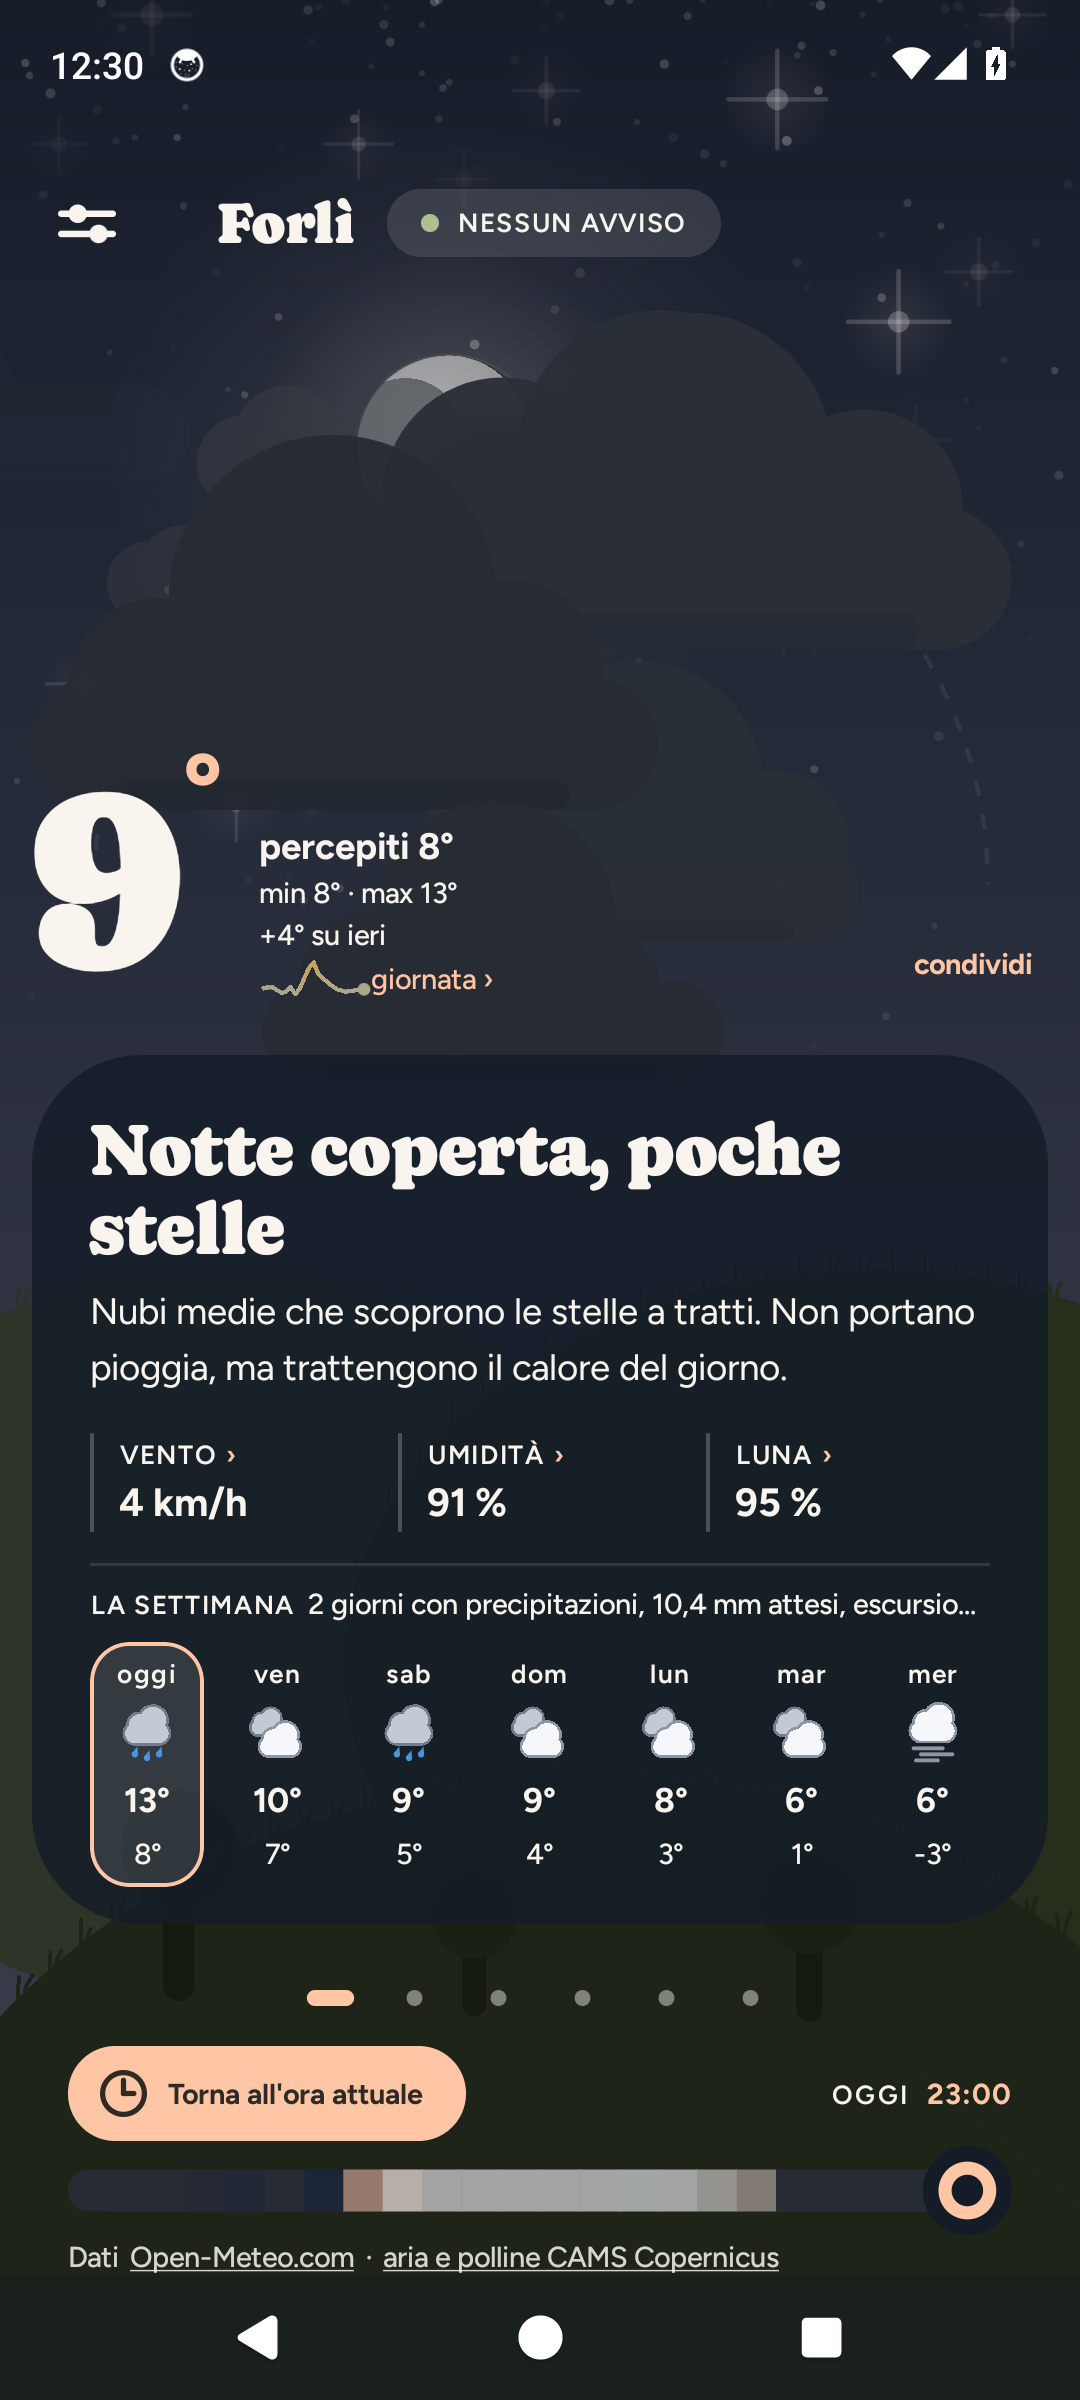 12:30
Forlì NESSUN AVVISO
9°
percepiti 8°
min 8° · max 13°
+4° su ieri
giornata ›
condividi
Notte coperta, poche
stelle
Nubi medie che scoprono le stelle a tratti. Non portano
pioggia, ma trattengono il calore del giorno.
VENTO › UMIDITÀ › LUNA ›
4 km/h 91 % 95 %
LA SETTIMANA 2 giorni con precipitazioni, 10,4 mm attesi, escursio...
oggi ven sab dom lun mar mer
13° 10° 9° 9° 8° 6° 6°
8° 7° 5° 4° 3° 1° -3°
Torna all'ora attuale OGGI 23:00
Dati Open-Meteo.com · aria e polline CAMS Copernicus